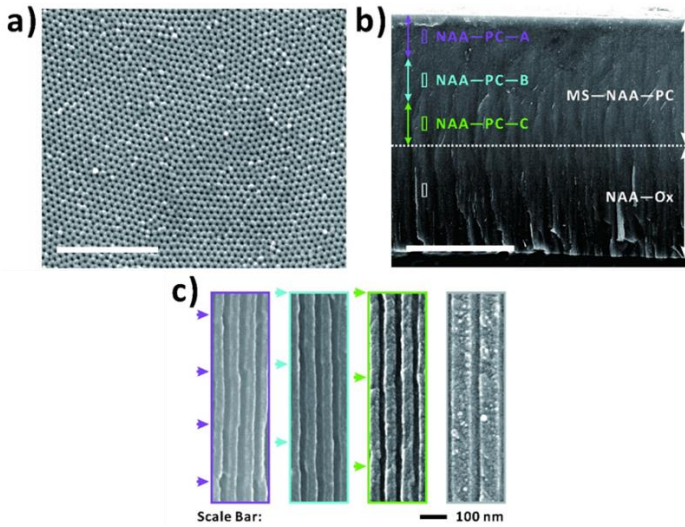 a)
b)
NAA—PC—A
NAA—PC—B
MS—NAA—PC
NAA—PC—C
NAA—Ox
c)
Scale Bar:
100 nm